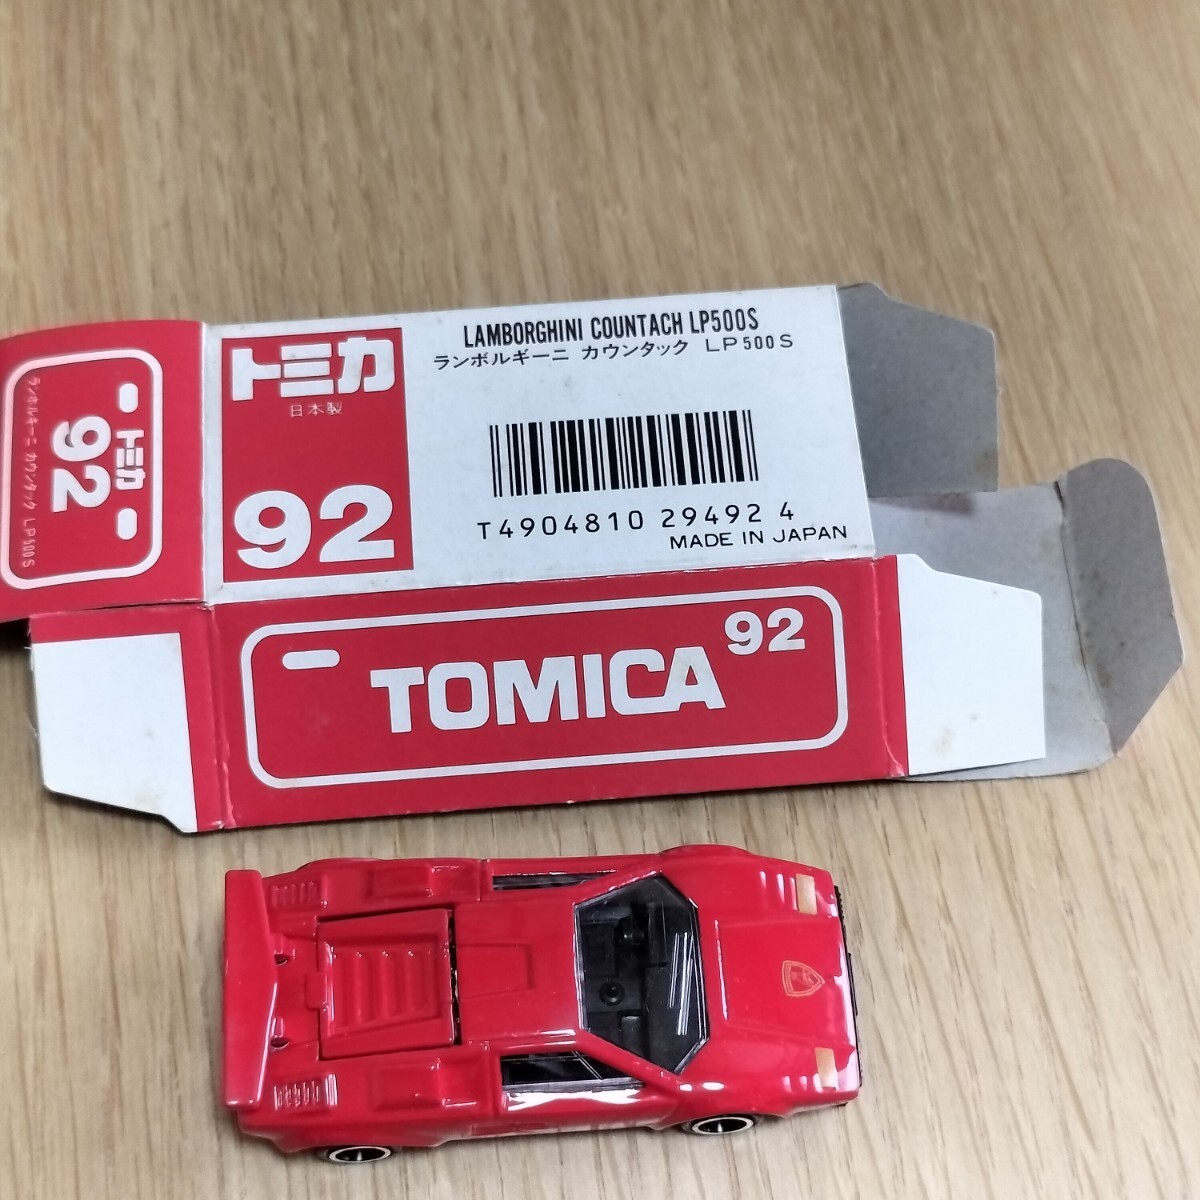 トミカ
日本製
92
LAMBORGHINI COUNTACH LP500S
ランボルギーニ カウンタック LP500S
T4904810 29492 4
MADE IN JAPAN
トミカ
92
ランボルギーニ カウンタック LP500S
TOMICA 92